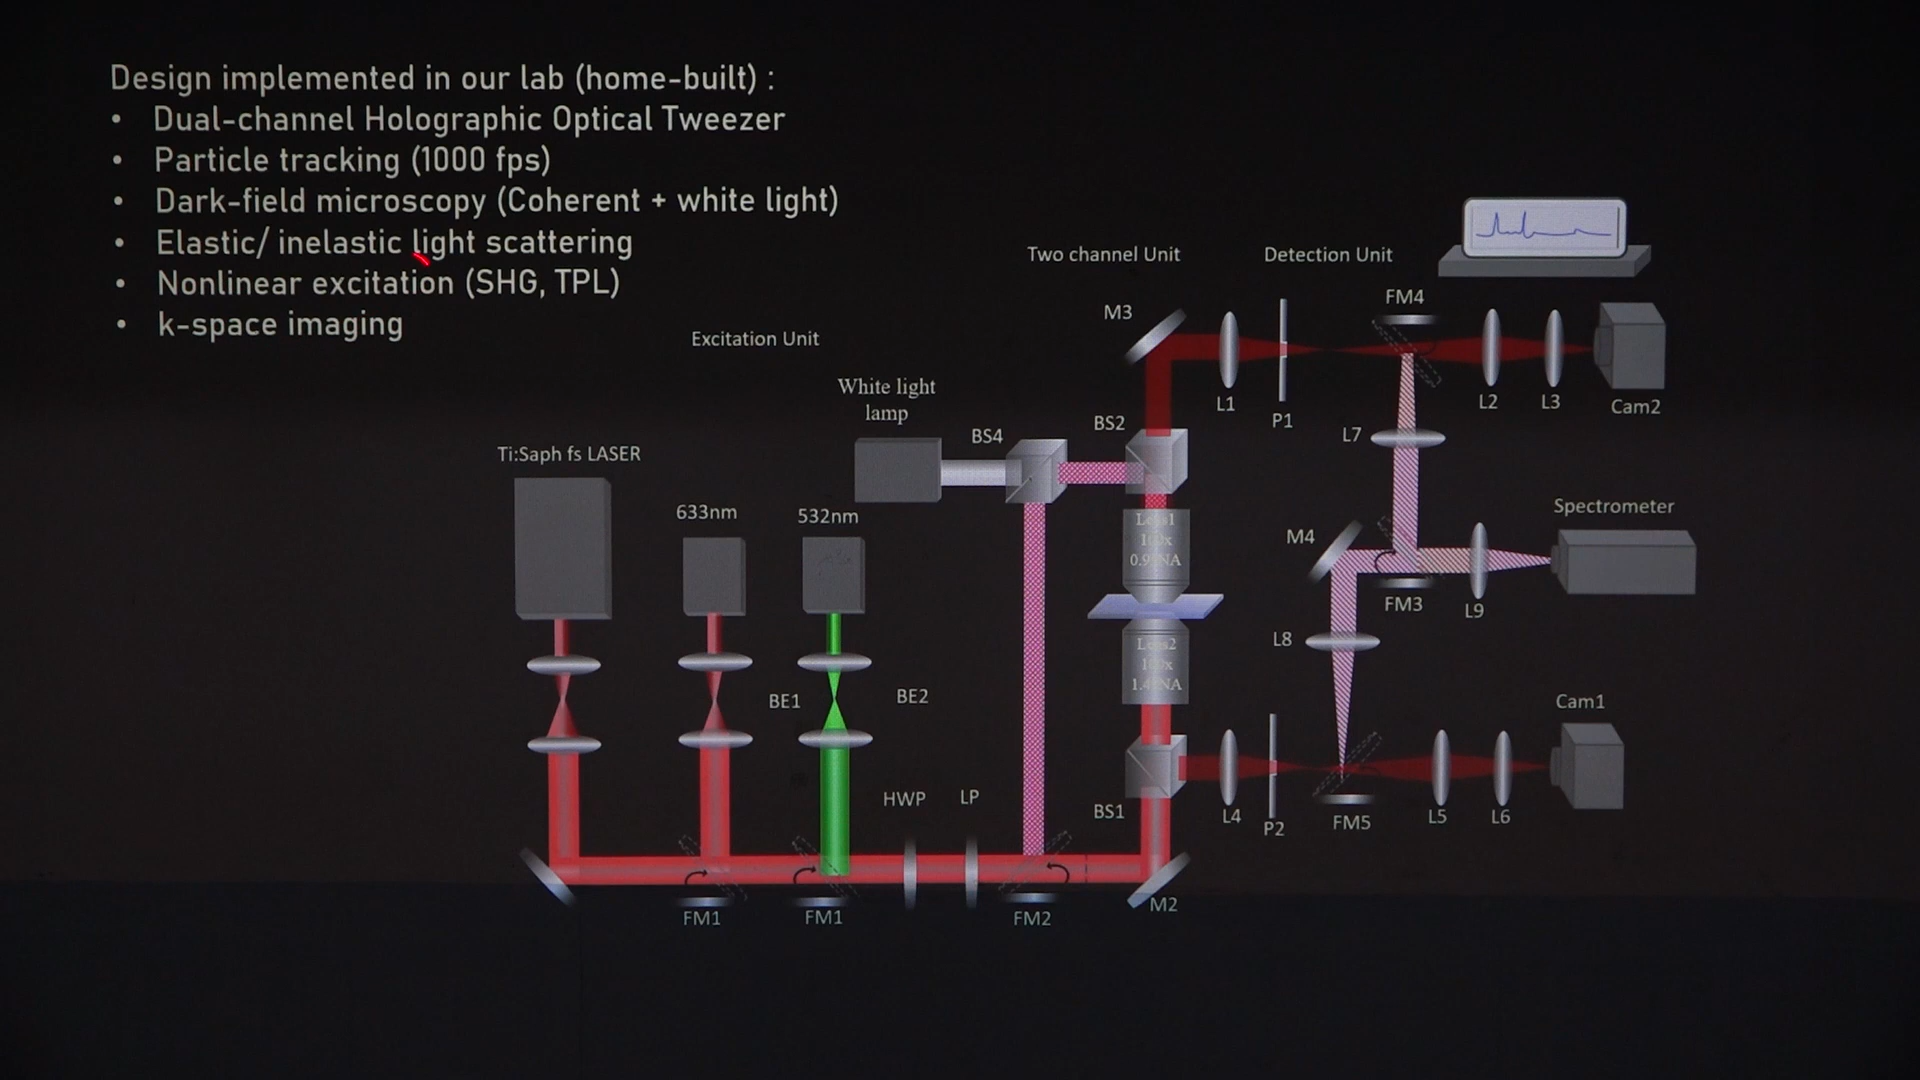 Design implemented in our lab (home-built) :
• Dual-channel Holographic Optical Tweezer
• Particle tracking (1000 fps)
• Dark-field microscopy (Coherent + white light)
• Elastic/ inelastic light scattering
• Nonlinear excitation (SHG, TPL)
• k-space imaging
Two channel Unit
Detection Unit
Excitation Unit
M3
FM4
L1
P1
L2
L3
Cam2
White light
lamp
BS4
BS2
L7
Ti:Saph fs LASER
633nm
532nm
100x
M4
Spectrometer
FM3
L9
L8
100x
BE1
BE2
Cam1
HWP
LP
BS1
L4
P2
FM5
L5
L6
FM1
FM1
FM2
M2